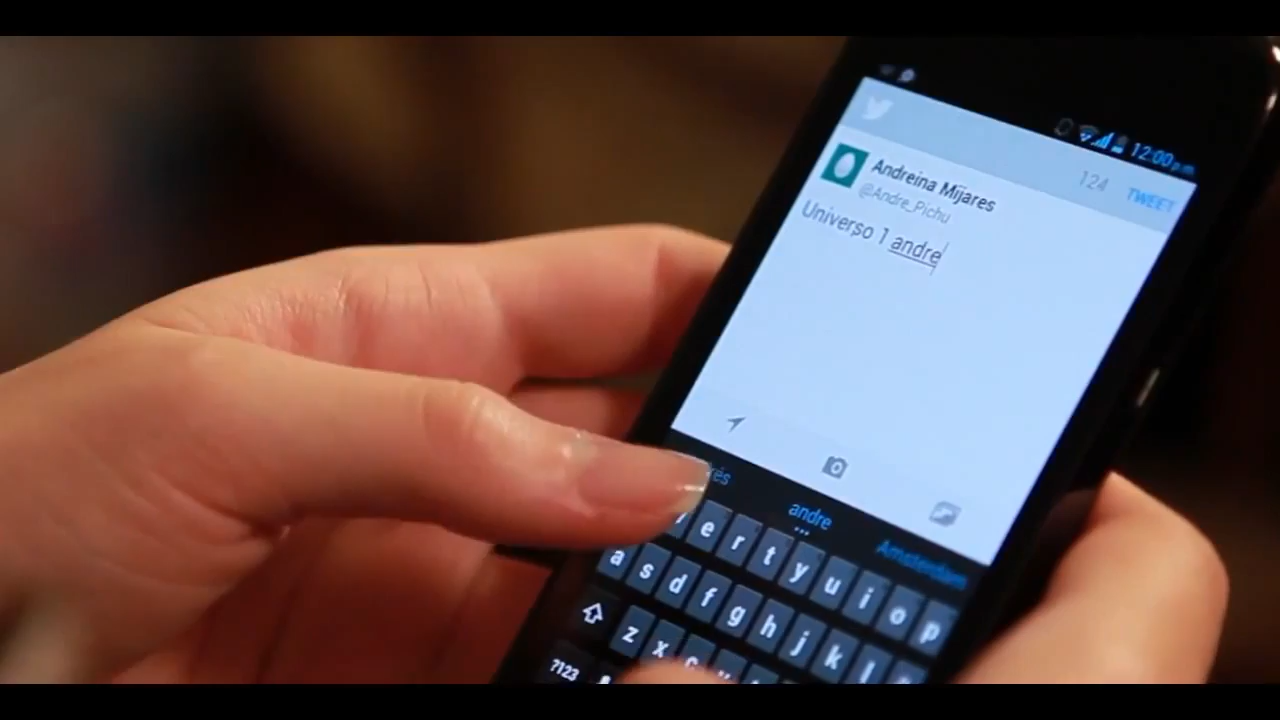 12:00 p.m.
124 TWEET
Andreina Mijares
@Andre_Pichu
Universo 1 andre
andre Amsterdam
e r t y u i o p
a s d f g h j k l
z x c v
?123